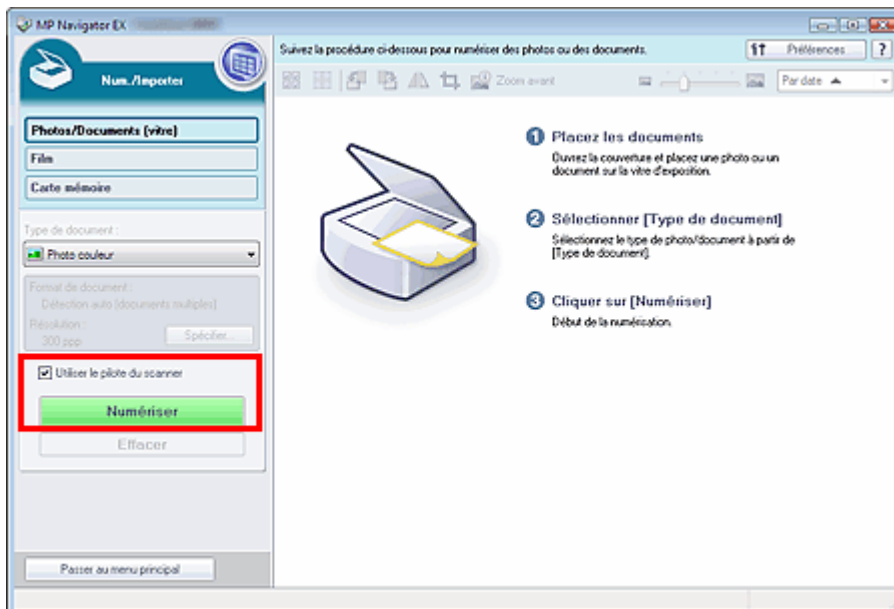 MP Navigator EX
Num./Importer
Photos/Documents (vitre)
Film
Carte mémoire
Type de document :
Photo couleur
Format de document :
Détection auto (documents multiples)
Résolution :
300 ppp
Spécifier...
Utiliser le pilote du scanner
Numériser
Effacer
Passer au menu principal
Suivez la procédure ci-dessous pour numériser des photos ou des documents.
Préférences
?
Zoom avant
Par date
1 Placez les documents
Ouvrez la couverture et placez une photo ou un
document sur la vitre d'exposition.
2 Sélectionner [Type de document]
Sélectionnez le type de photo/document à partir de
[Type de document].
3 Cliquer sur [Numériser]
Début de la numérisation.